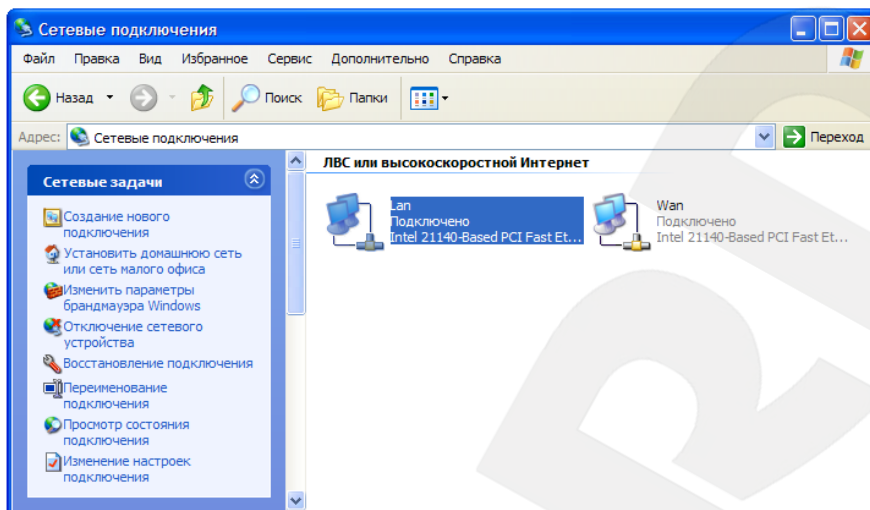 Сетевые подключения
Файл Правка Вид Избранное Сервис Дополнительно Справка
Назад Поиск Папки
Адрес: Сетевые подключения Переход
Сетевые задачи
Создание нового
подключения
Установить домашнюю сеть
или сеть малого офиса
Изменить параметры
брандмауэра Windows
Отключение сетевого
устройства
Восстановление подключения
Переименование
подключения
Просмотр состояния
подключения
Изменение настроек
подключения
ЛВС или высокоскоростной Интернет
Lan
Подключено
Intel 21140-Based PCI Fast Et...
Wan
Подключено
Intel 21140-Based PCI Fast Et...